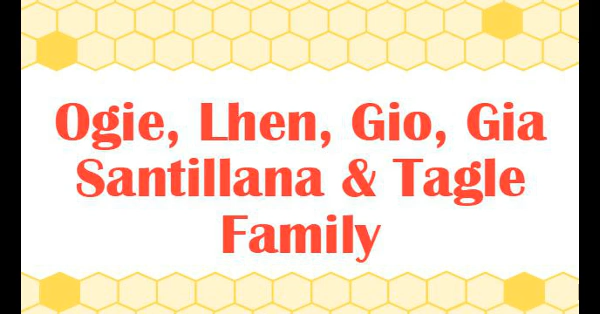 Ogie, Lhen, Gio, Gia
Santillana & Tagle
Family